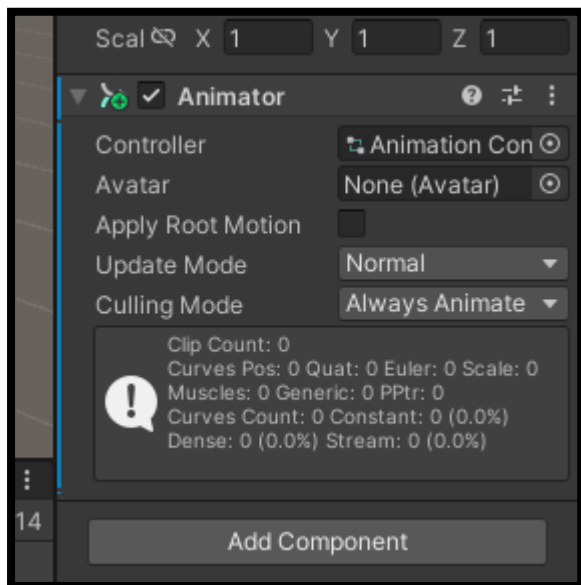 Scal X 1 Y 1 Z 1
Animator
Controller Animation Con
Avatar None (Avatar)
Apply Root Motion
Update Mode Normal
Culling Mode Always Animate
Clip Count: 0
Curves Pos: 0 Quat: 0 Euler: 0 Scale: 0
Muscles: 0 Generic: 0 PPtr: 0
Curves Count: 0 Constant: 0 (0.0%)
Dense: 0 (0.0%) Stream: 0 (0.0%)
14
Add Component